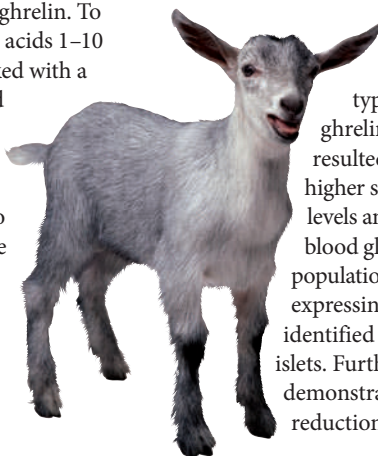 ghrelin. To
acids 1–10
with a
typ
ghrelin
resulted
higher s
levels an
blood gl
population
expressin
identified
islets. Furth
demonstra
reduction